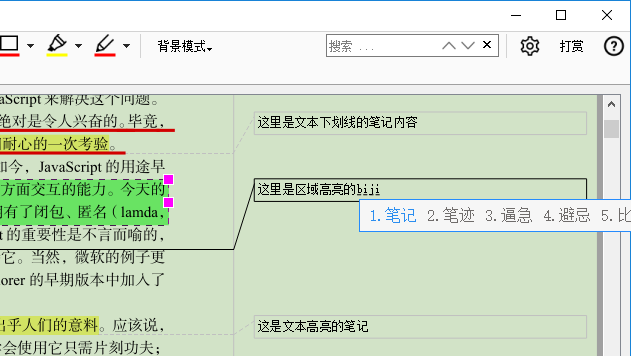 背景模式
搜索 ...
打赏
aScript 来解决这个问题。
绝对是令人兴奋的。毕竟，
耐心的一次考验。
如今，JavaScript 的用途早
方面交互的能力。今天的
拥有了闭包、匿名（lamda，
t 的重要性是不言而喻的，
它。当然，微软的例子更
orer 的早期版本中加入了
出乎人们的意料。应该说，
学会使用它只需片刻功夫；
这里是文本下划线的笔记内容
这里是区域高亮的biji
1.笔记 2.笔迹 3.逼急 4.避忌 5.比
这是文本高亮的笔记